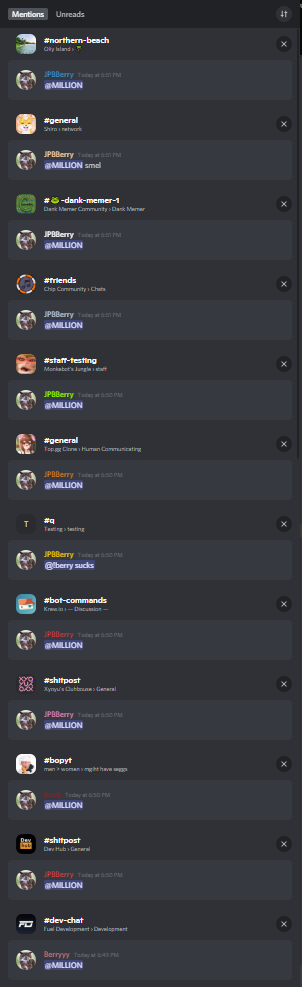 Mentions Unreads
#northern-beach
Oily Island ›
JPBBerry Today at 6:51 PM
@MILLION
#general
Shiro › network
JPBBerry Today at 6:51 PM
@MILLION smel
#🐸-dank-memer-1
Dank Memer Community › Dank Memer
JPBBerry Today at 6:51 PM
@MILLION
#friends
Chip Community › Chats
JPBBerry Today at 6:51 PM
@MILLION
#staff-testing
Monkebot's Jungle › staff
JPBBerry Today at 6:50 PM
@MILLION
#general
Top.gg Clone › Human Communicating
JPBBerry Today at 6:50 PM
@MILLION
T
#q
Testing › testing
JPBBerry Today at 6:50 PM
@!berry sucks
#bot-commands
Krew.io › — Discussion —
JPBBerry Today at 6:50 PM
@MILLION
XYO
YUS
#shitpost
Xyoyu's Clubhouse › General
JPBBerry Today at 6:50 PM
@MILLION
#bopyt
men > women › mgiht have seggs
Today at 6:50 PM
@MILLION
Dev
hub
#shitpost
Dev Hub › General
JPBBerry Today at 6:50 PM
@MILLION
FD
#dev-chat
Fuel Development › Development
Berryyy Today at 6:49 PM
@MILLION